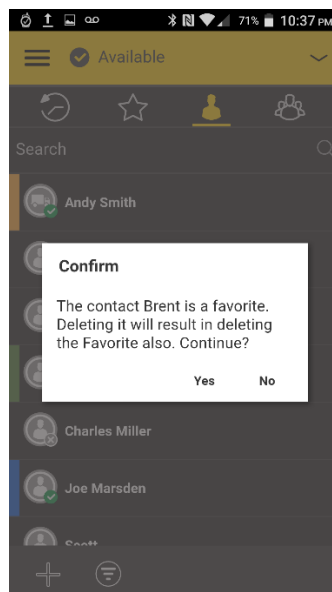 71% 10:37 PM
Available
Search
Andy Smith
Confirm
The contact Brent is a favorite.
Deleting it will result in deleting
the Favorite also. Continue?
Yes No
Charles Miller
Joe Marsden
Scott